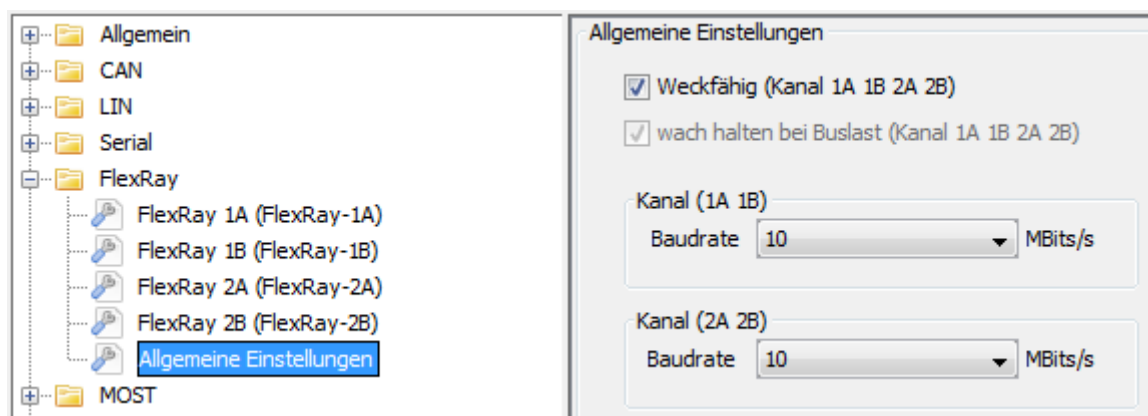 Allgemein
CAN
LIN
Serial
FlexRay
FlexRay 1A (FlexRay-1A)
FlexRay 1B (FlexRay-1B)
FlexRay 2A (FlexRay-2A)
FlexRay 2B (FlexRay-2B)
Allgemeine Einstellungen
MOST
Allgemeine Einstellungen
Weckfähig (Kanal 1A 1B 2A 2B)
wach halten bei Buslast (Kanal 1A 1B 2A 2B)
Kanal (1A 1B)
Baudrate 10 MBits/s
Kanal (2A 2B)
Baudrate 10 MBits/s